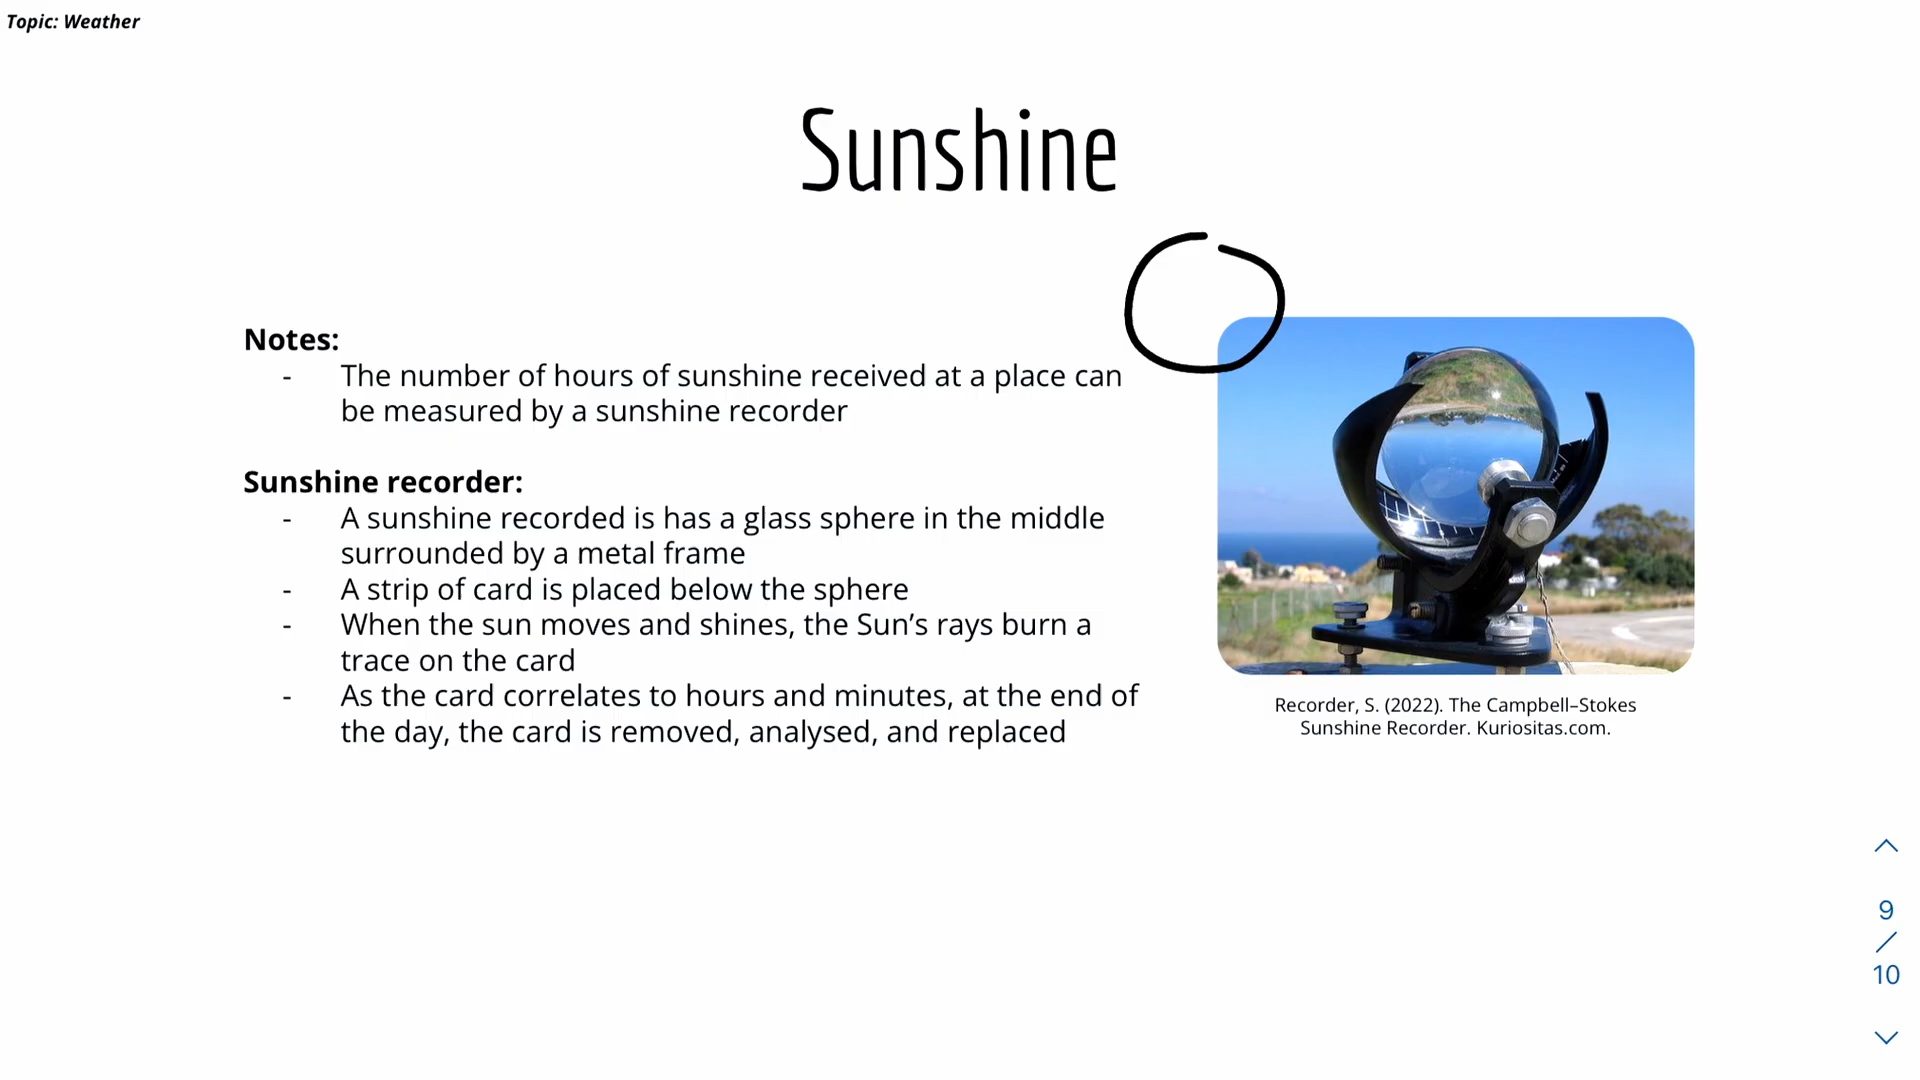 Topic: Weather
Sunshine
Notes:
- The number of hours of sunshine received at a place can
be measured by a sunshine recorder
Sunshine recorder:
- A sunshine recorded is has a glass sphere in the middle
surrounded by a metal frame
- A strip of card is placed below the sphere
- When the sun moves and shines, the Sun’s rays burn a
trace on the card
- As the card correlates to hours and minutes, at the end of
the day, the card is removed, analysed, and replaced
Recorder, S. (2022). The Campbell–Stokes
Sunshine Recorder. Kuriositas.com.
9
/
10